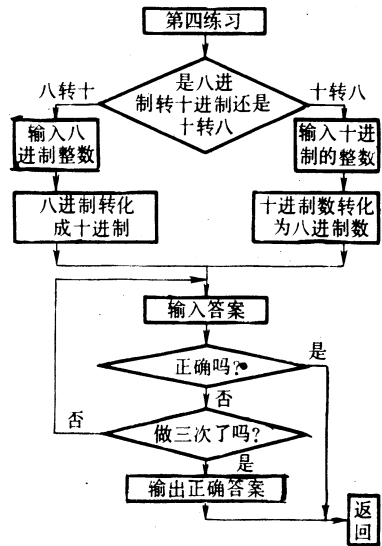 第四练习
是八进
制转十进制还是
十转八
八转十
十转八
输入八
进制整数
输入十进
制的整数
八进制转化
成十进制
十进制数转化
为八进制数
输入答案
正确吗?
是
否
做三次了吗?
否
是
输出正确答案
返
回